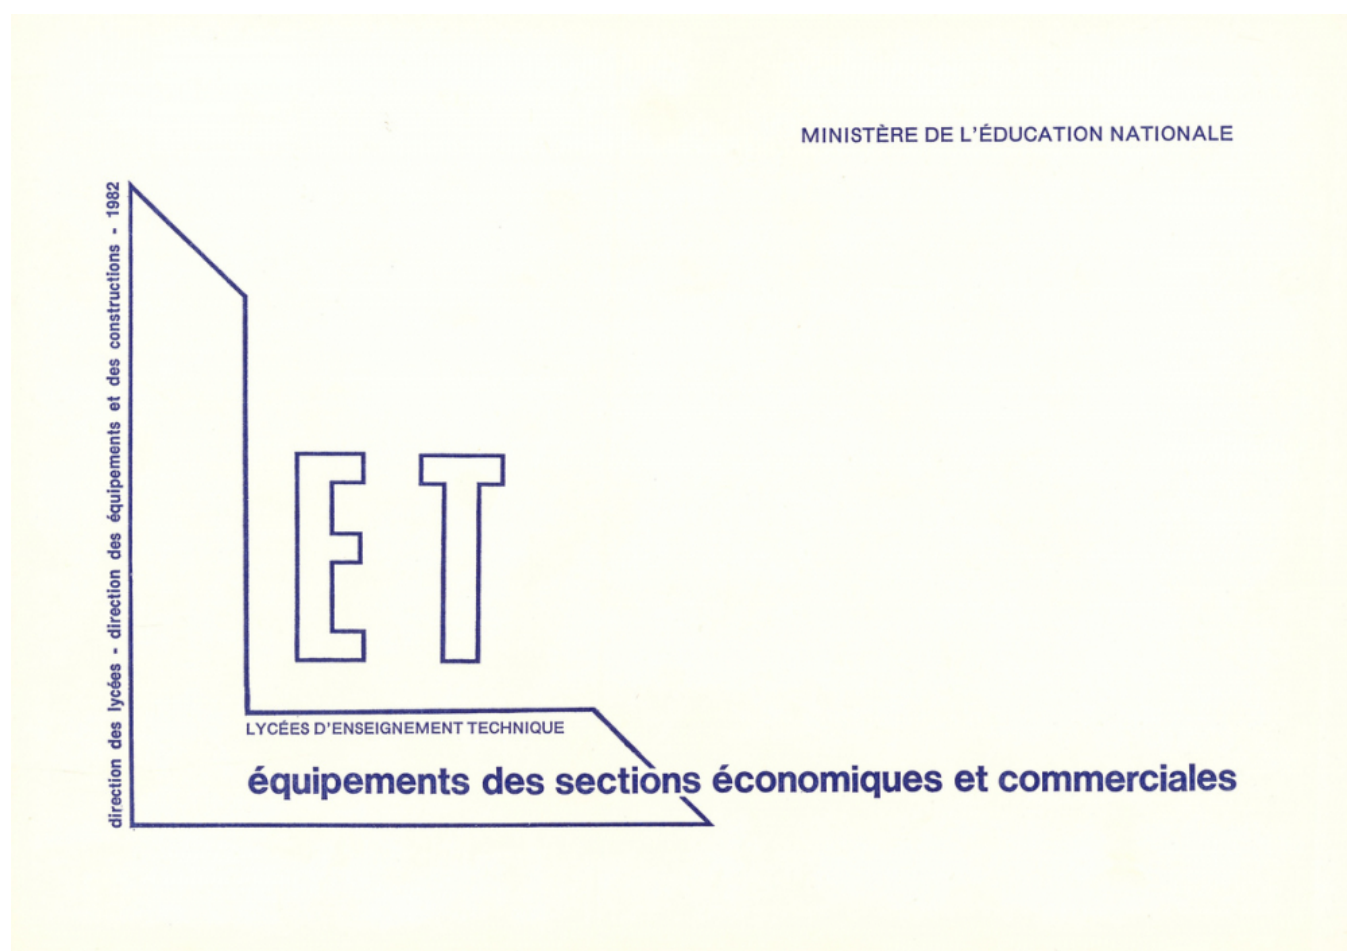 MINISTÈRE DE L'ÉDUCATION NATIONALE
direction des lycées - direction des équipements et des constructions - 1982
L E T
LYCÉES D'ENSEIGNEMENT TECHNIQUE
équipements des sections économiques et commerciales